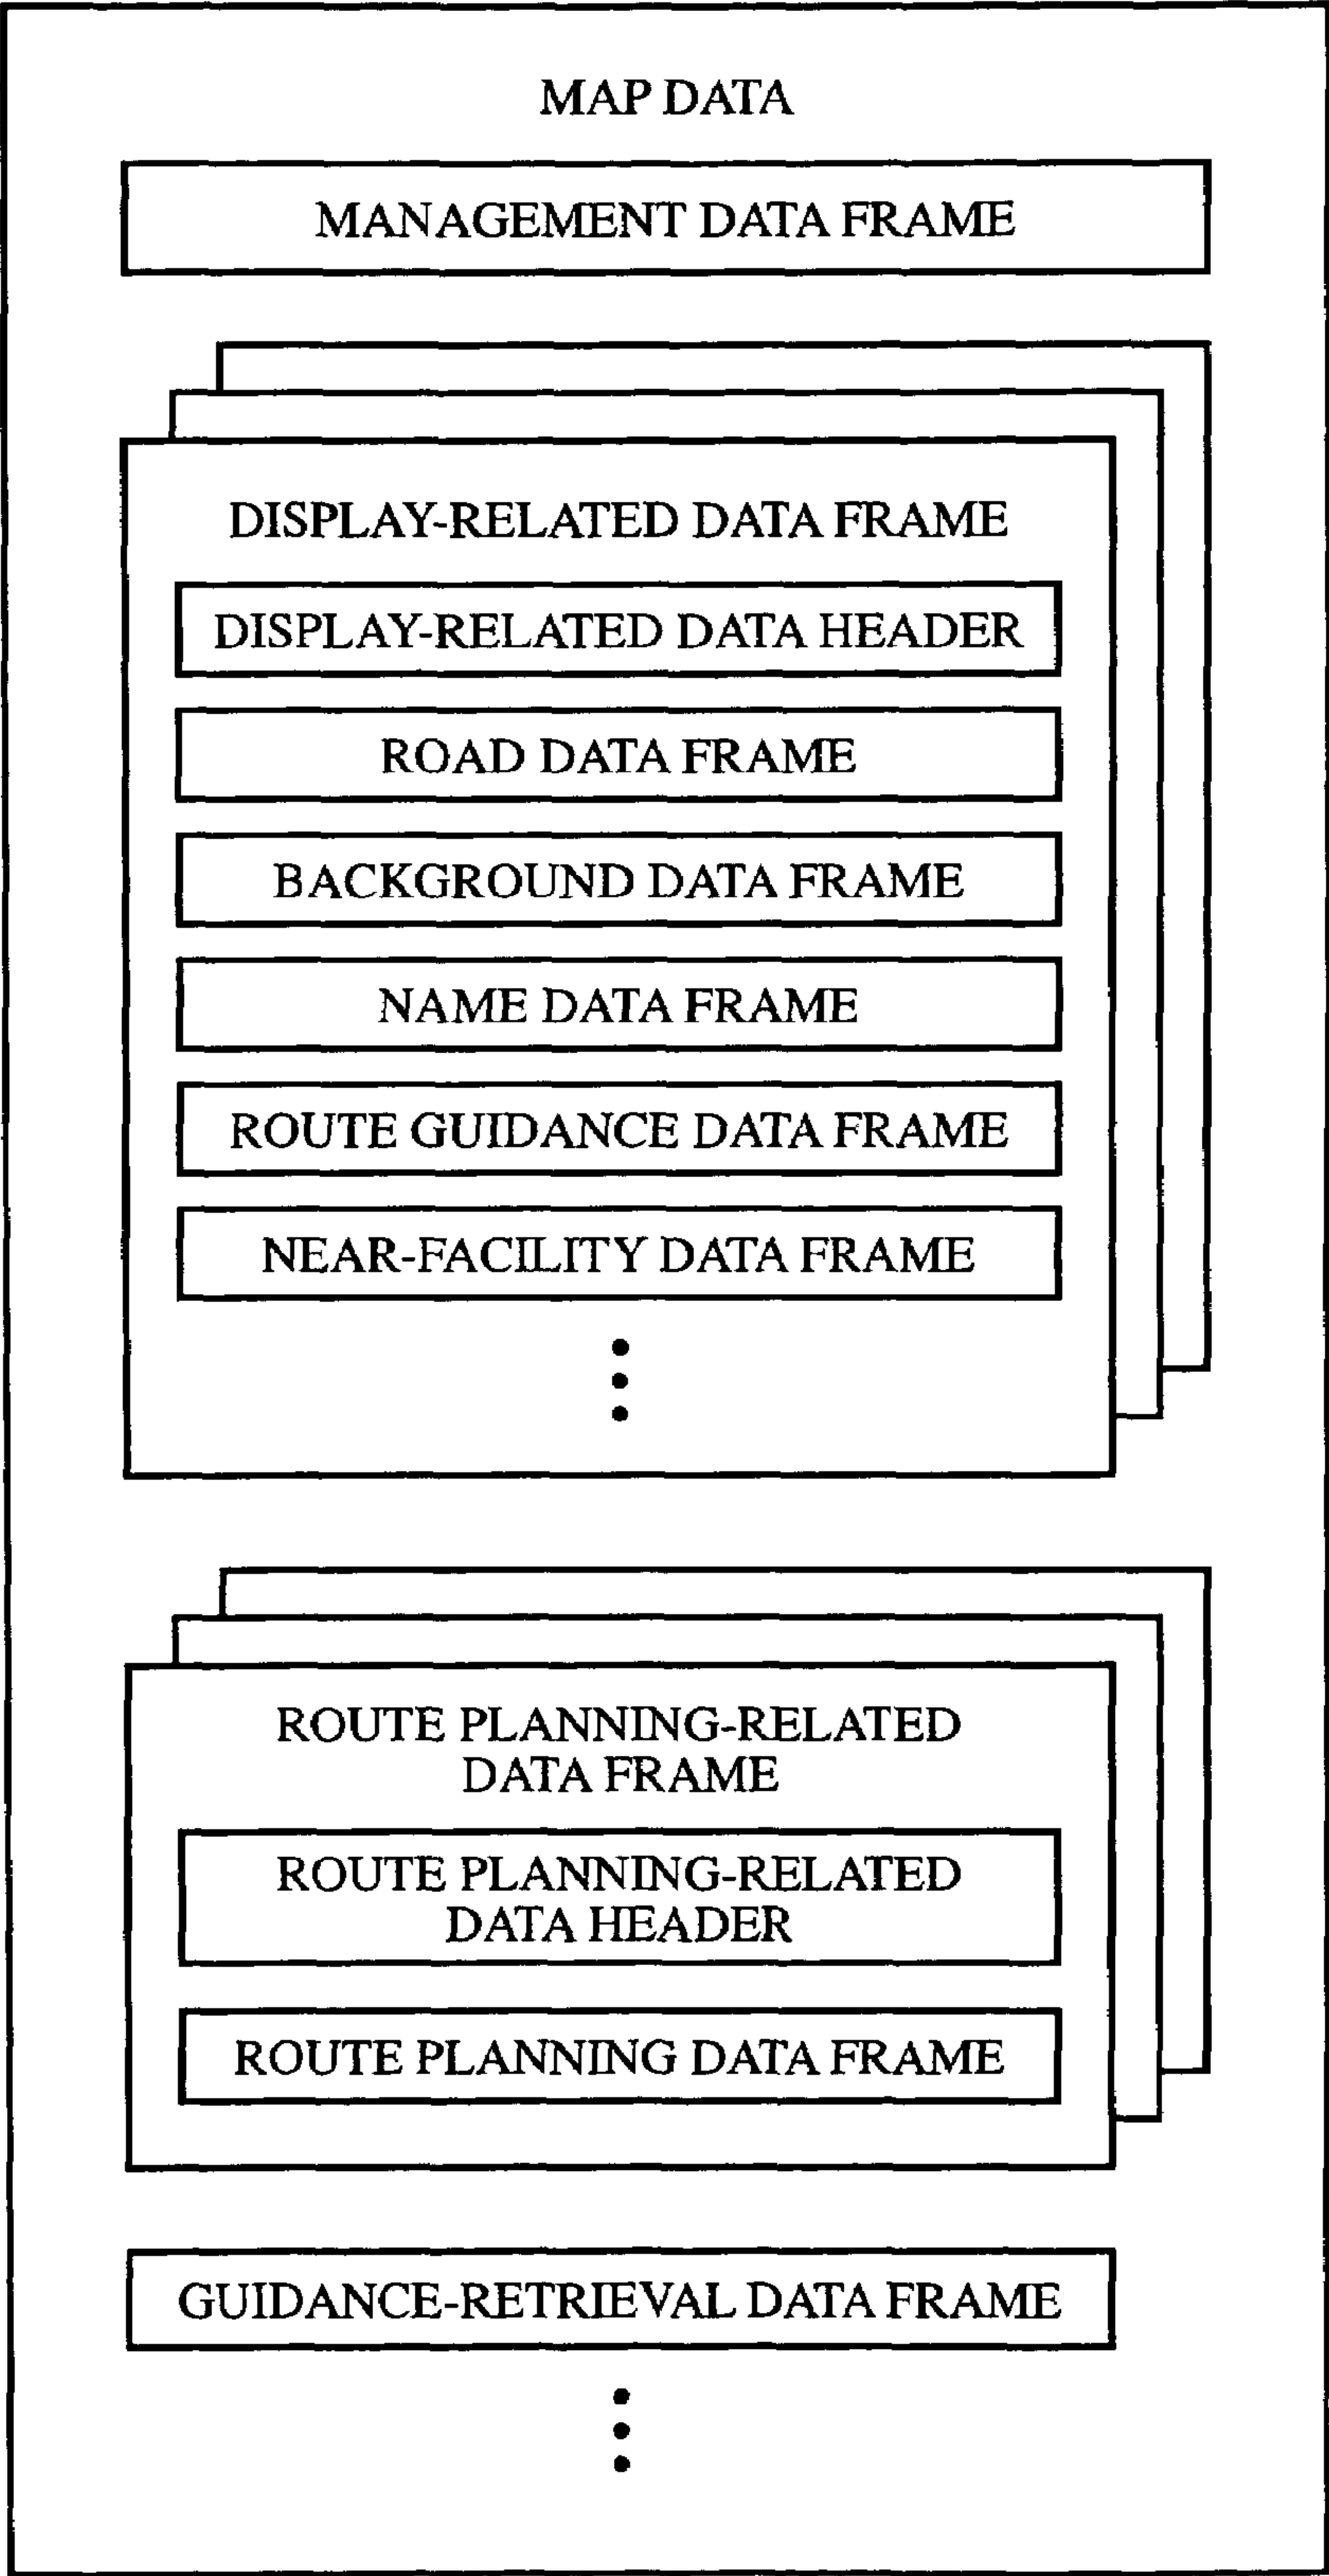 MAP DATA
MANAGEMENT DATA FRAME
DISPLAY-RELATED DATA FRAME
DISPLAY-RELATED DATA HEADER
ROAD DATA FRAME
BACKGROUND DATA FRAME
NAME DATA FRAME
ROUTE GUIDANCE DATA FRAME
NEAR-FACILITY DATA FRAME
ROUTE PLANNING-RELATED
DATA FRAME
ROUTE PLANNING-RELATED
DATA HEADER
ROUTE PLANNING DATA FRAME
GUIDANCE-RETRIEVAL DATA FRAME